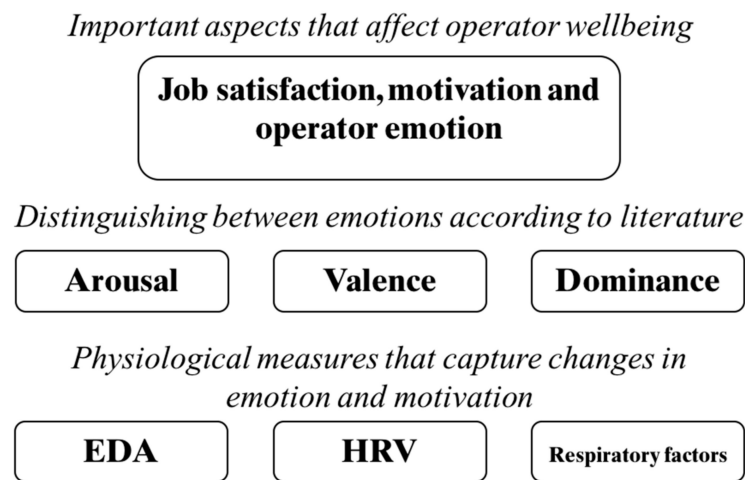 Important aspects that affect operator wellbeing
Job satisfaction, motivation and
operator emotion
Distinguishing between emotions according to literature
Arousal
Valence
Dominance
Physiological measures that capture changes in
emotion and motivation
EDA
HRV
Respiratory factors